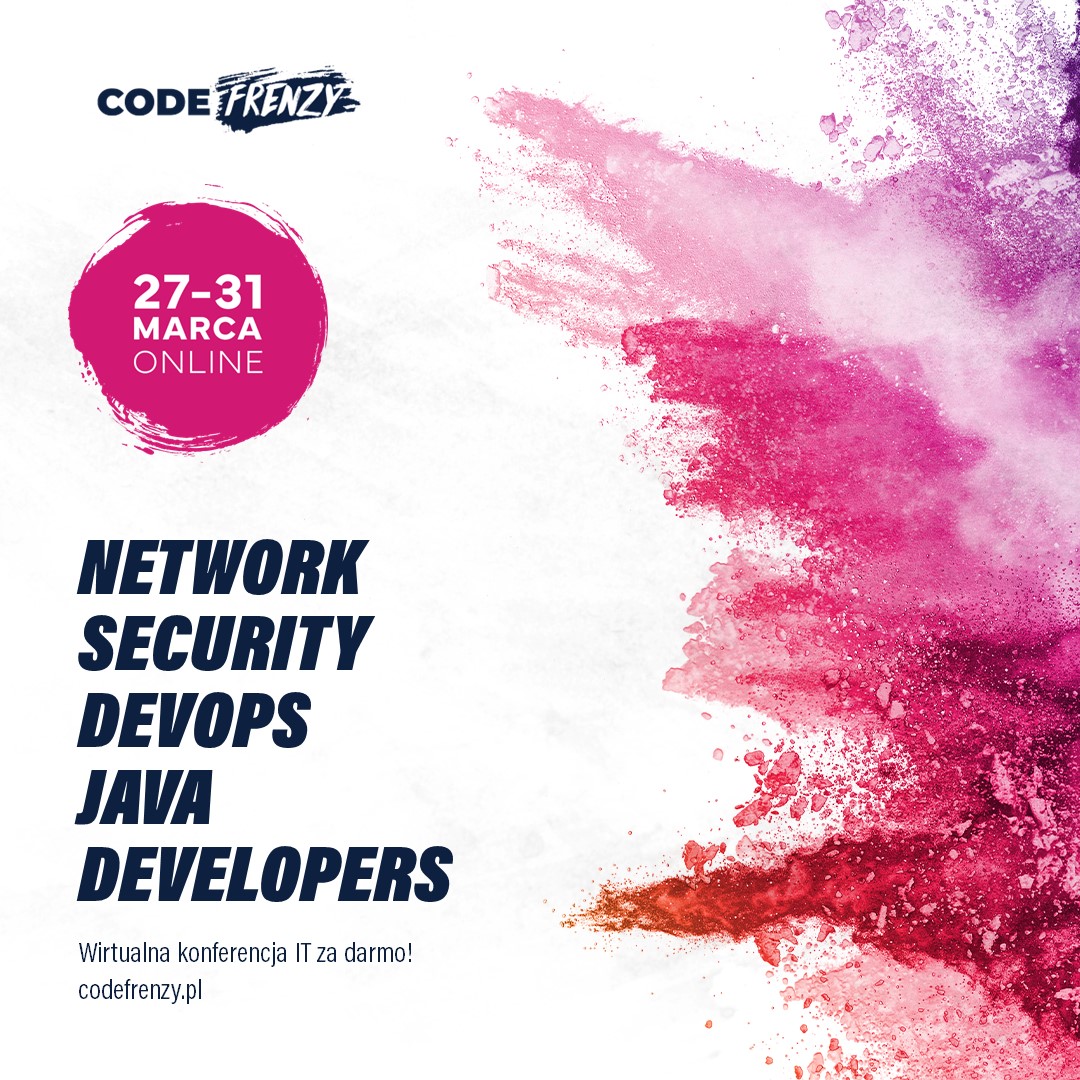 CODE FRENZY
27-31
MARCA
ONLINE
NETWORK
SECURITY
DEVOPS
JAVA
DEVELOPERS
Wirtualna konferencja IT za darmo!
codefrenzy.pl